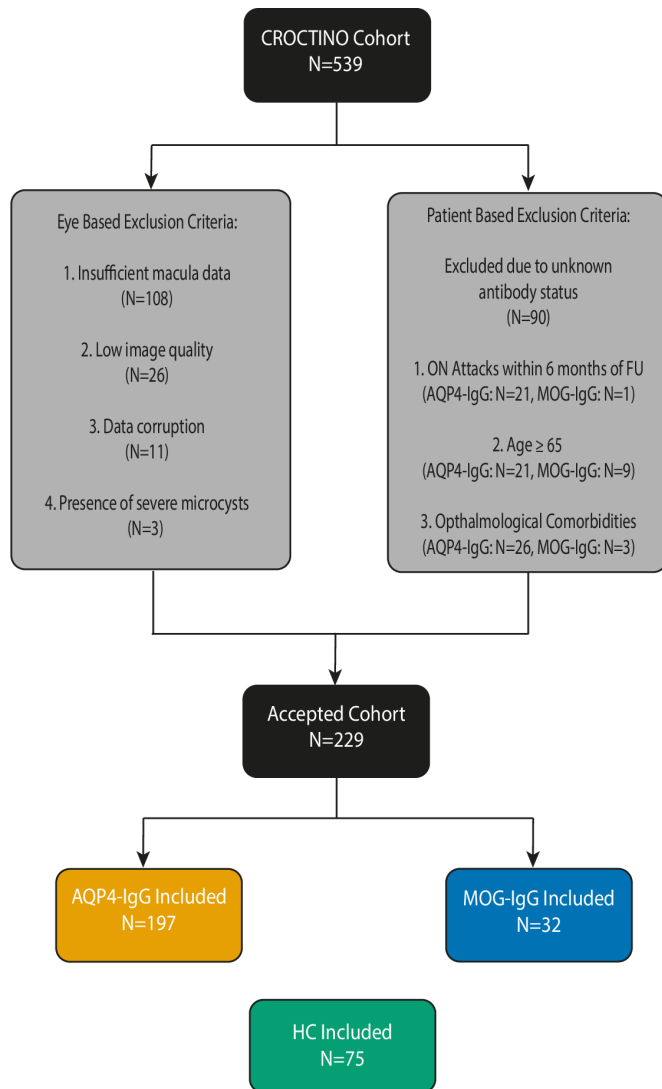 CROCTINO Cohort
N=539
Eye Based Exclusion Criteria:
1. Insufficient macula data
(N=108)
2. Low image quality
(N=26)
3. Data corruption
(N=11)
4. Presence of severe microcysts
(N=3)
Patient Based Exclusion Criteria:
Excluded due to unknown
antibody status
(N=90)
1. ON Attacks within 6 months of FU
(AQP4-IgG: N=21, MOG-IgG: N=1)
2. Age ≥ 65
(AQP4-IgG: N=21, MOG-IgG: N=9)
3. Opthalmological Comorbidities
(AQP4-IgG: N=26, MOG-IgG: N=3)
Accepted Cohort
N=229
AQP4-IgG Included
N=197
MOG-IgG Included
N=32
HC Included
N=75